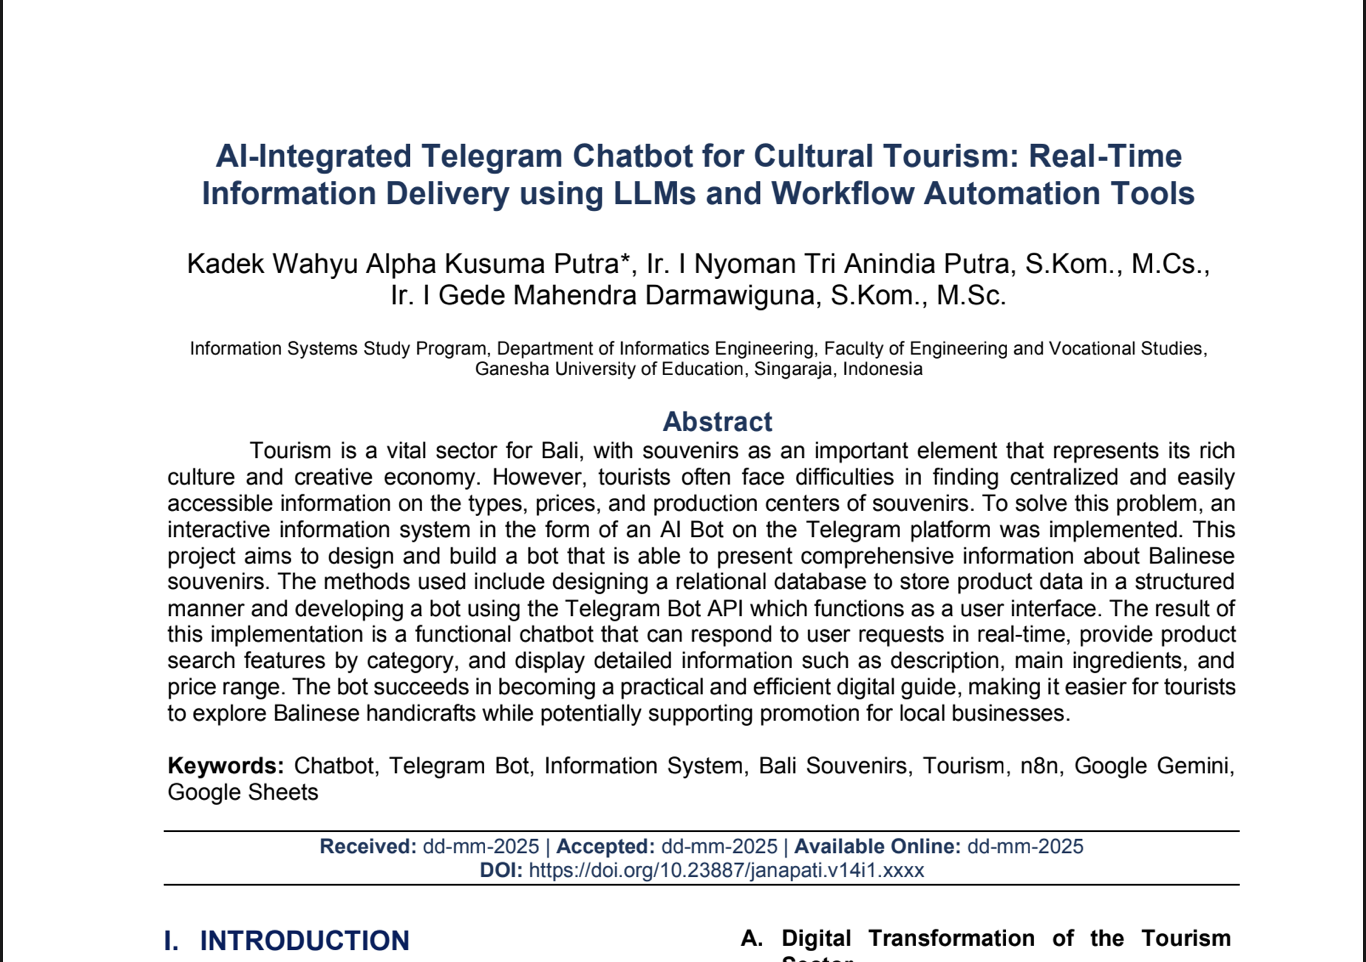 AI-Integrated Telegram Chatbot for Cultural Tourism: Real-Time
Information Delivery using LLMs and Workflow Automation Tools
Kadek Wahyu Alpha Kusuma Putra*, Ir. I Nyoman Tri Anindia Putra, S.Kom., M.Cs.,
Ir. I Gede Mahendra Darmawiguna, S.Kom., M.Sc.
Information Systems Study Program, Department of Informatics Engineering, Faculty of Engineering and Vocational Studies,
Ganesha University of Education, Singaraja, Indonesia
Abstract
Tourism is a vital sector for Bali, with souvenirs as an important element that represents its rich
culture and creative economy. However, tourists often face difficulties in finding centralized and easily
accessible information on the types, prices, and production centers of souvenirs. To solve this problem, an
interactive information system in the form of an AI Bot on the Telegram platform was implemented. This
project aims to design and build a bot that is able to present comprehensive information about Balinese
souvenirs. The methods used include designing a relational database to store product data in a structured
manner and developing a bot using the Telegram Bot API which functions as a user interface. The result of
this implementation is a functional chatbot that can respond to user requests in real-time, provide product
search features by category, and display detailed information such as description, main ingredients, and
price range. The bot succeeds in becoming a practical and efficient digital guide, making it easier for tourists
to explore Balinese handicrafts while potentially supporting promotion for local businesses.
Keywords: Chatbot, Telegram Bot, Information System, Bali Souvenirs, Tourism, n8n, Google Gemini,
Google Sheets
Received: dd-mm-2025 | Accepted: dd-mm-2025 | Available Online: dd-mm-2025
DOI: https://doi.org/10.23887/janapati.v14i1.xxxx
I. INTRODUCTION
A. Digital Transformation of the Tourism
Sector